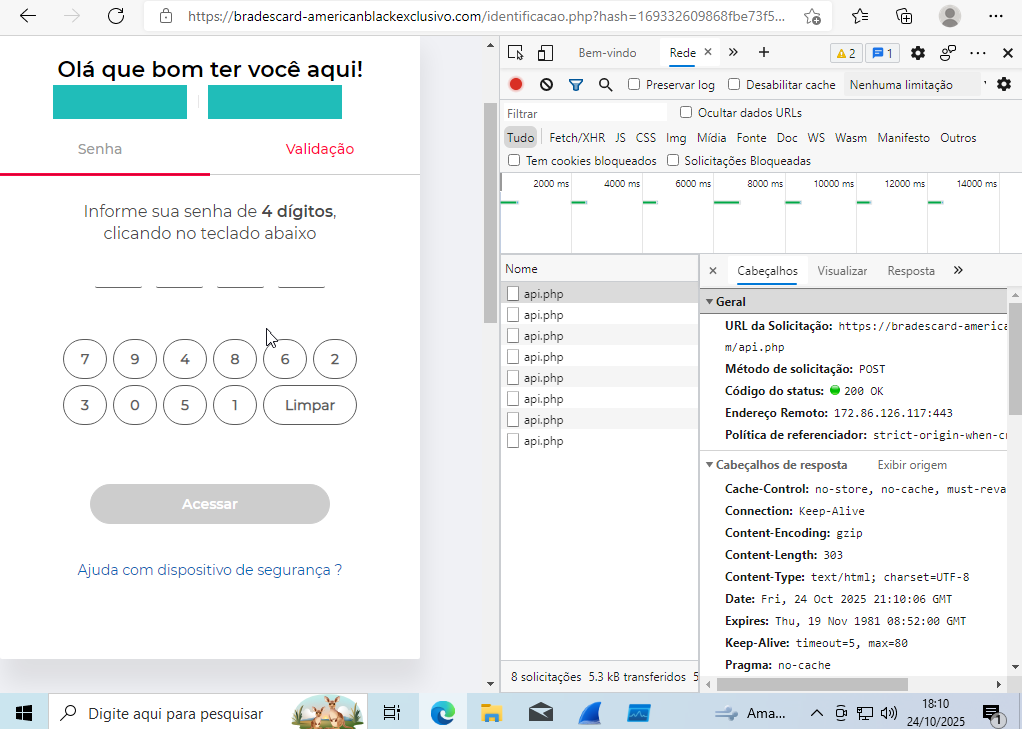 https://bradescard-americanblackexclusivo.com/identificacao.php?hash=169332609868fbe73f5...
Olá que bom ter você aqui!
Senha
Validação
Informe sua senha de 4 dígitos,
clicando no teclado abaixo
7 9 4 8 6 2
3 0 5 1 Limpar
Acessar
Ajuda com dispositivo de segurança ?
Bem-vindo
Rede
2
1
Preservar log
Desabilitar cache
Nenhuma limitação
Filtrar
Ocultar dados URLs
Tudo Fetch/XHR JS CSS Img Mídia Fonte Doc WS Wasm Manifesto Outros
Tem cookies bloqueados
Solicitações Bloqueadas
2000 ms 4000 ms 6000 ms 8000 ms 10000 ms 12000 ms 14000 ms
Nome
api.php
api.php
api.php
api.php
api.php
api.php
api.php
api.php
8 solicitações 5.3 kB transferidos 5
Cabeçalhos
Visualizar
Resposta
Geral
URL da Solicitação: https://bradescard-america
m/api.php
Método de solicitação: POST
Código do status: 200 OK
Endereço Remoto: 172.86.126.117:443
Política de referenciador: strict-origin-when-c
Cabeçalhos de resposta
Exibir origem
Cache-Control: no-store, no-cache, must-reva
Connection: Keep-Alive
Content-Encoding: gzip
Content-Length: 303
Content-Type: text/html; charset=UTF-8
Date: Fri, 24 Oct 2025 21:10:06 GMT
Expires: Thu, 19 Nov 1981 08:52:00 GMT
Keep-Alive: timeout=5, max=80
Pragma: no-cache
Digite aqui para pesquisar
Ama...
18:10
24/10/2025
1